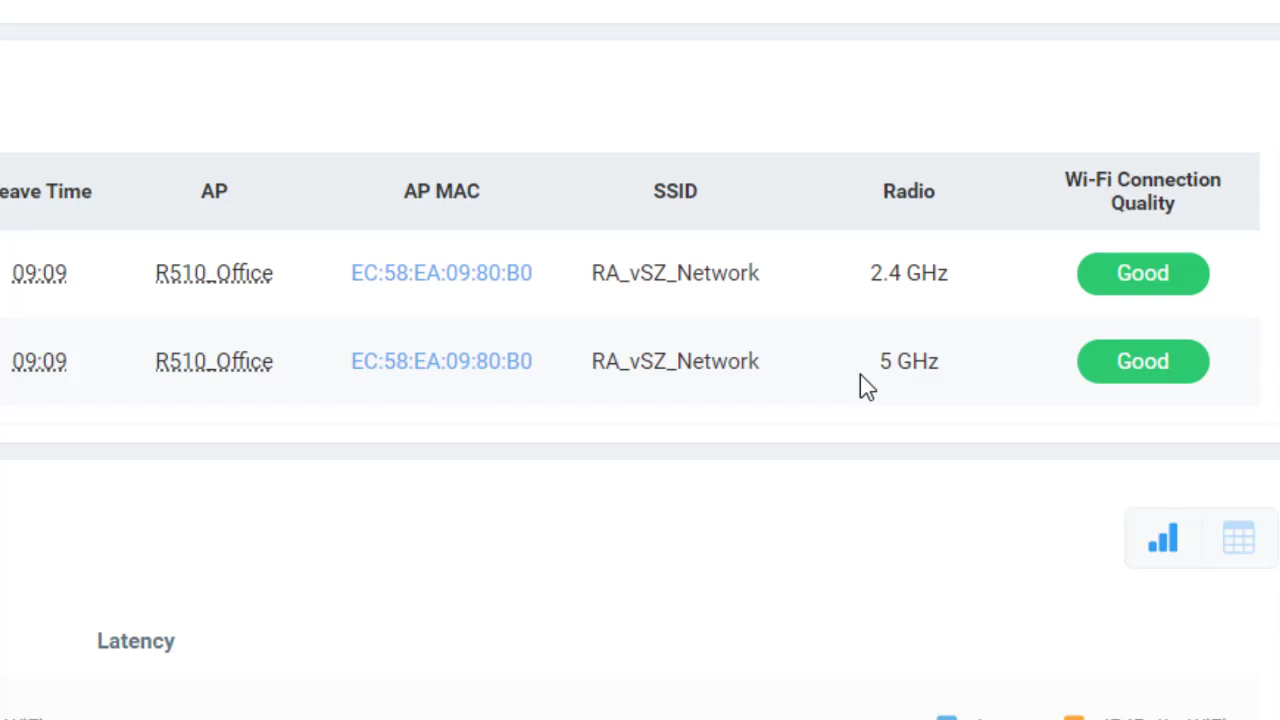 eave Time AP AP MAC SSID Radio Wi-Fi Connection Quality
09:09 R510_Office EC:58:EA:09:80:B0 RA_vSZ_Network 2.4 GHz Good
09:09 R510_Office EC:58:EA:09:80:B0 RA_vSZ_Network 5 GHz Good
Latency